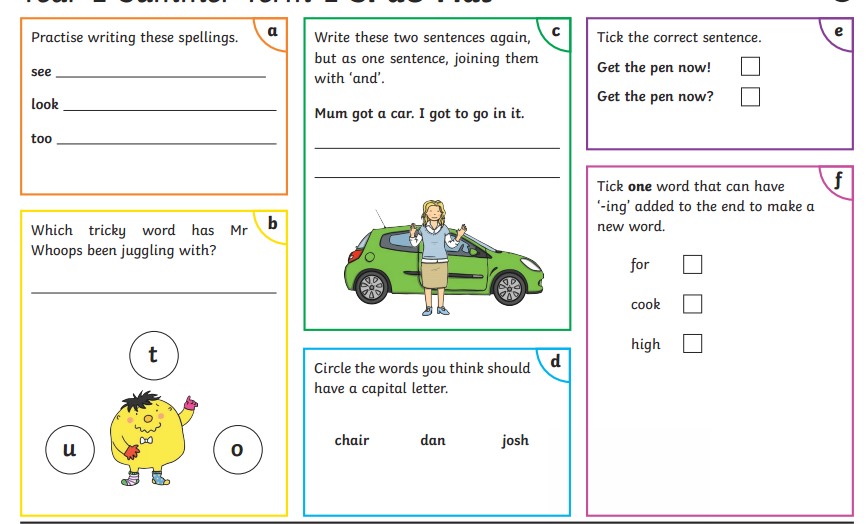 a
Practise writing these spellings.
see
look
too
b
Which tricky word has Mr
Whoops been juggling with?
t
u
o
c
Write these two sentences again,
but as one sentence, joining them
with ‘and’.
Mum got a car. I got to go in it.
d
Circle the words you think should
have a capital letter.
chair dan josh
e
Tick the correct sentence.
Get the pen now!
Get the pen now?
f
Tick one word that can have
‘-ing’ added to the end to make a
new word.
for
cook
high